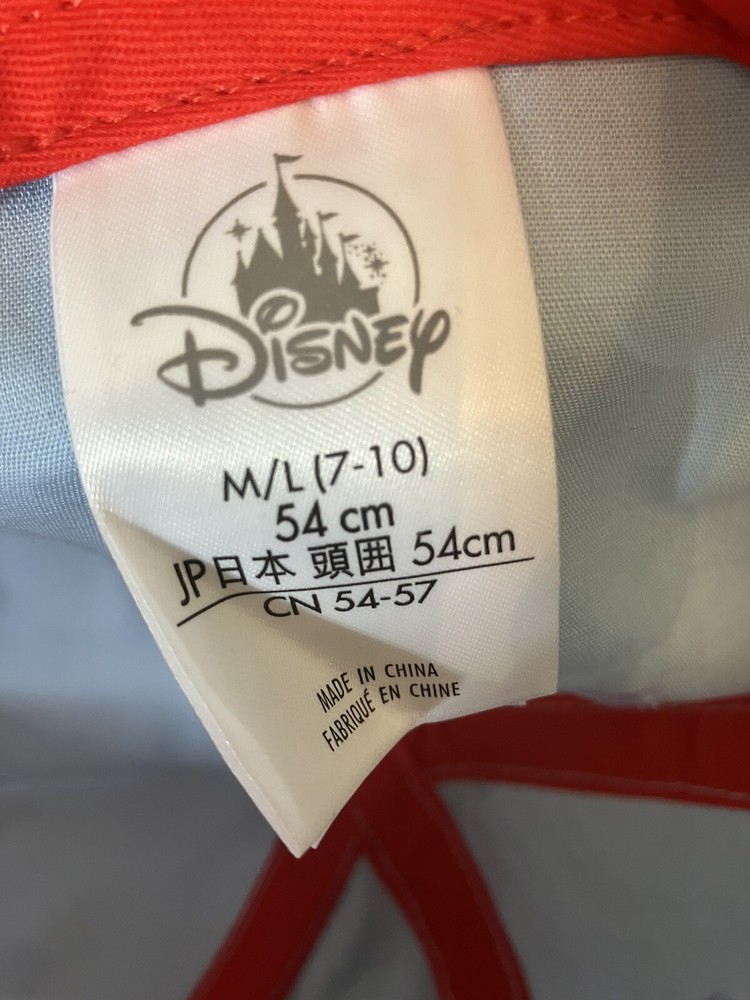 Disney
M/L (7-10)
54 cm
JP日本 頭囲 54cm
CN 54-57
MADE IN CHINA
FABRIQUÉ EN CHINE